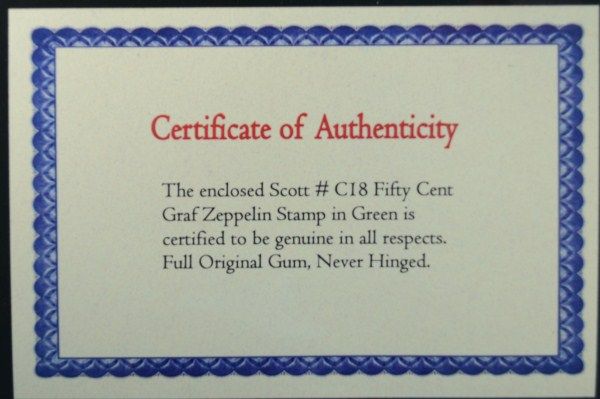 Certificate of Authenticity
The enclosed Scott # C18 Fifty Cent
Graf Zeppelin Stamp in Green is
certified to be genuine in all respects.
Full Original Gum, Never Hinged.